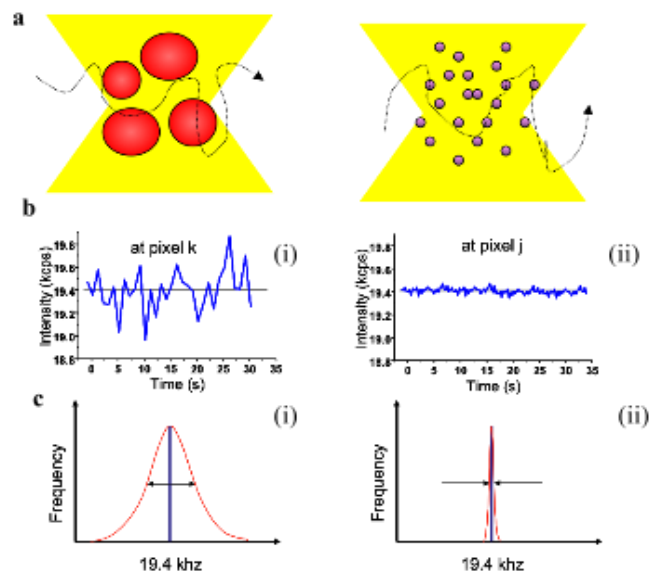 a
b
at pixel k
(i)
Intensity (kcps)
19.8
19.6
19.4
19.2
19.0
18.8
0 5 10 15 20 25 30 35
Time (s)
at pixel j
(ii)
Intensity (kcps)
19.8
19.6
19.4
19.2
19.0
18.8
0 5 10 15 20 25 30 35
Time (s)
c
(i)
Frequency
19.4 khz
(ii)
Frequency
19.4 khz